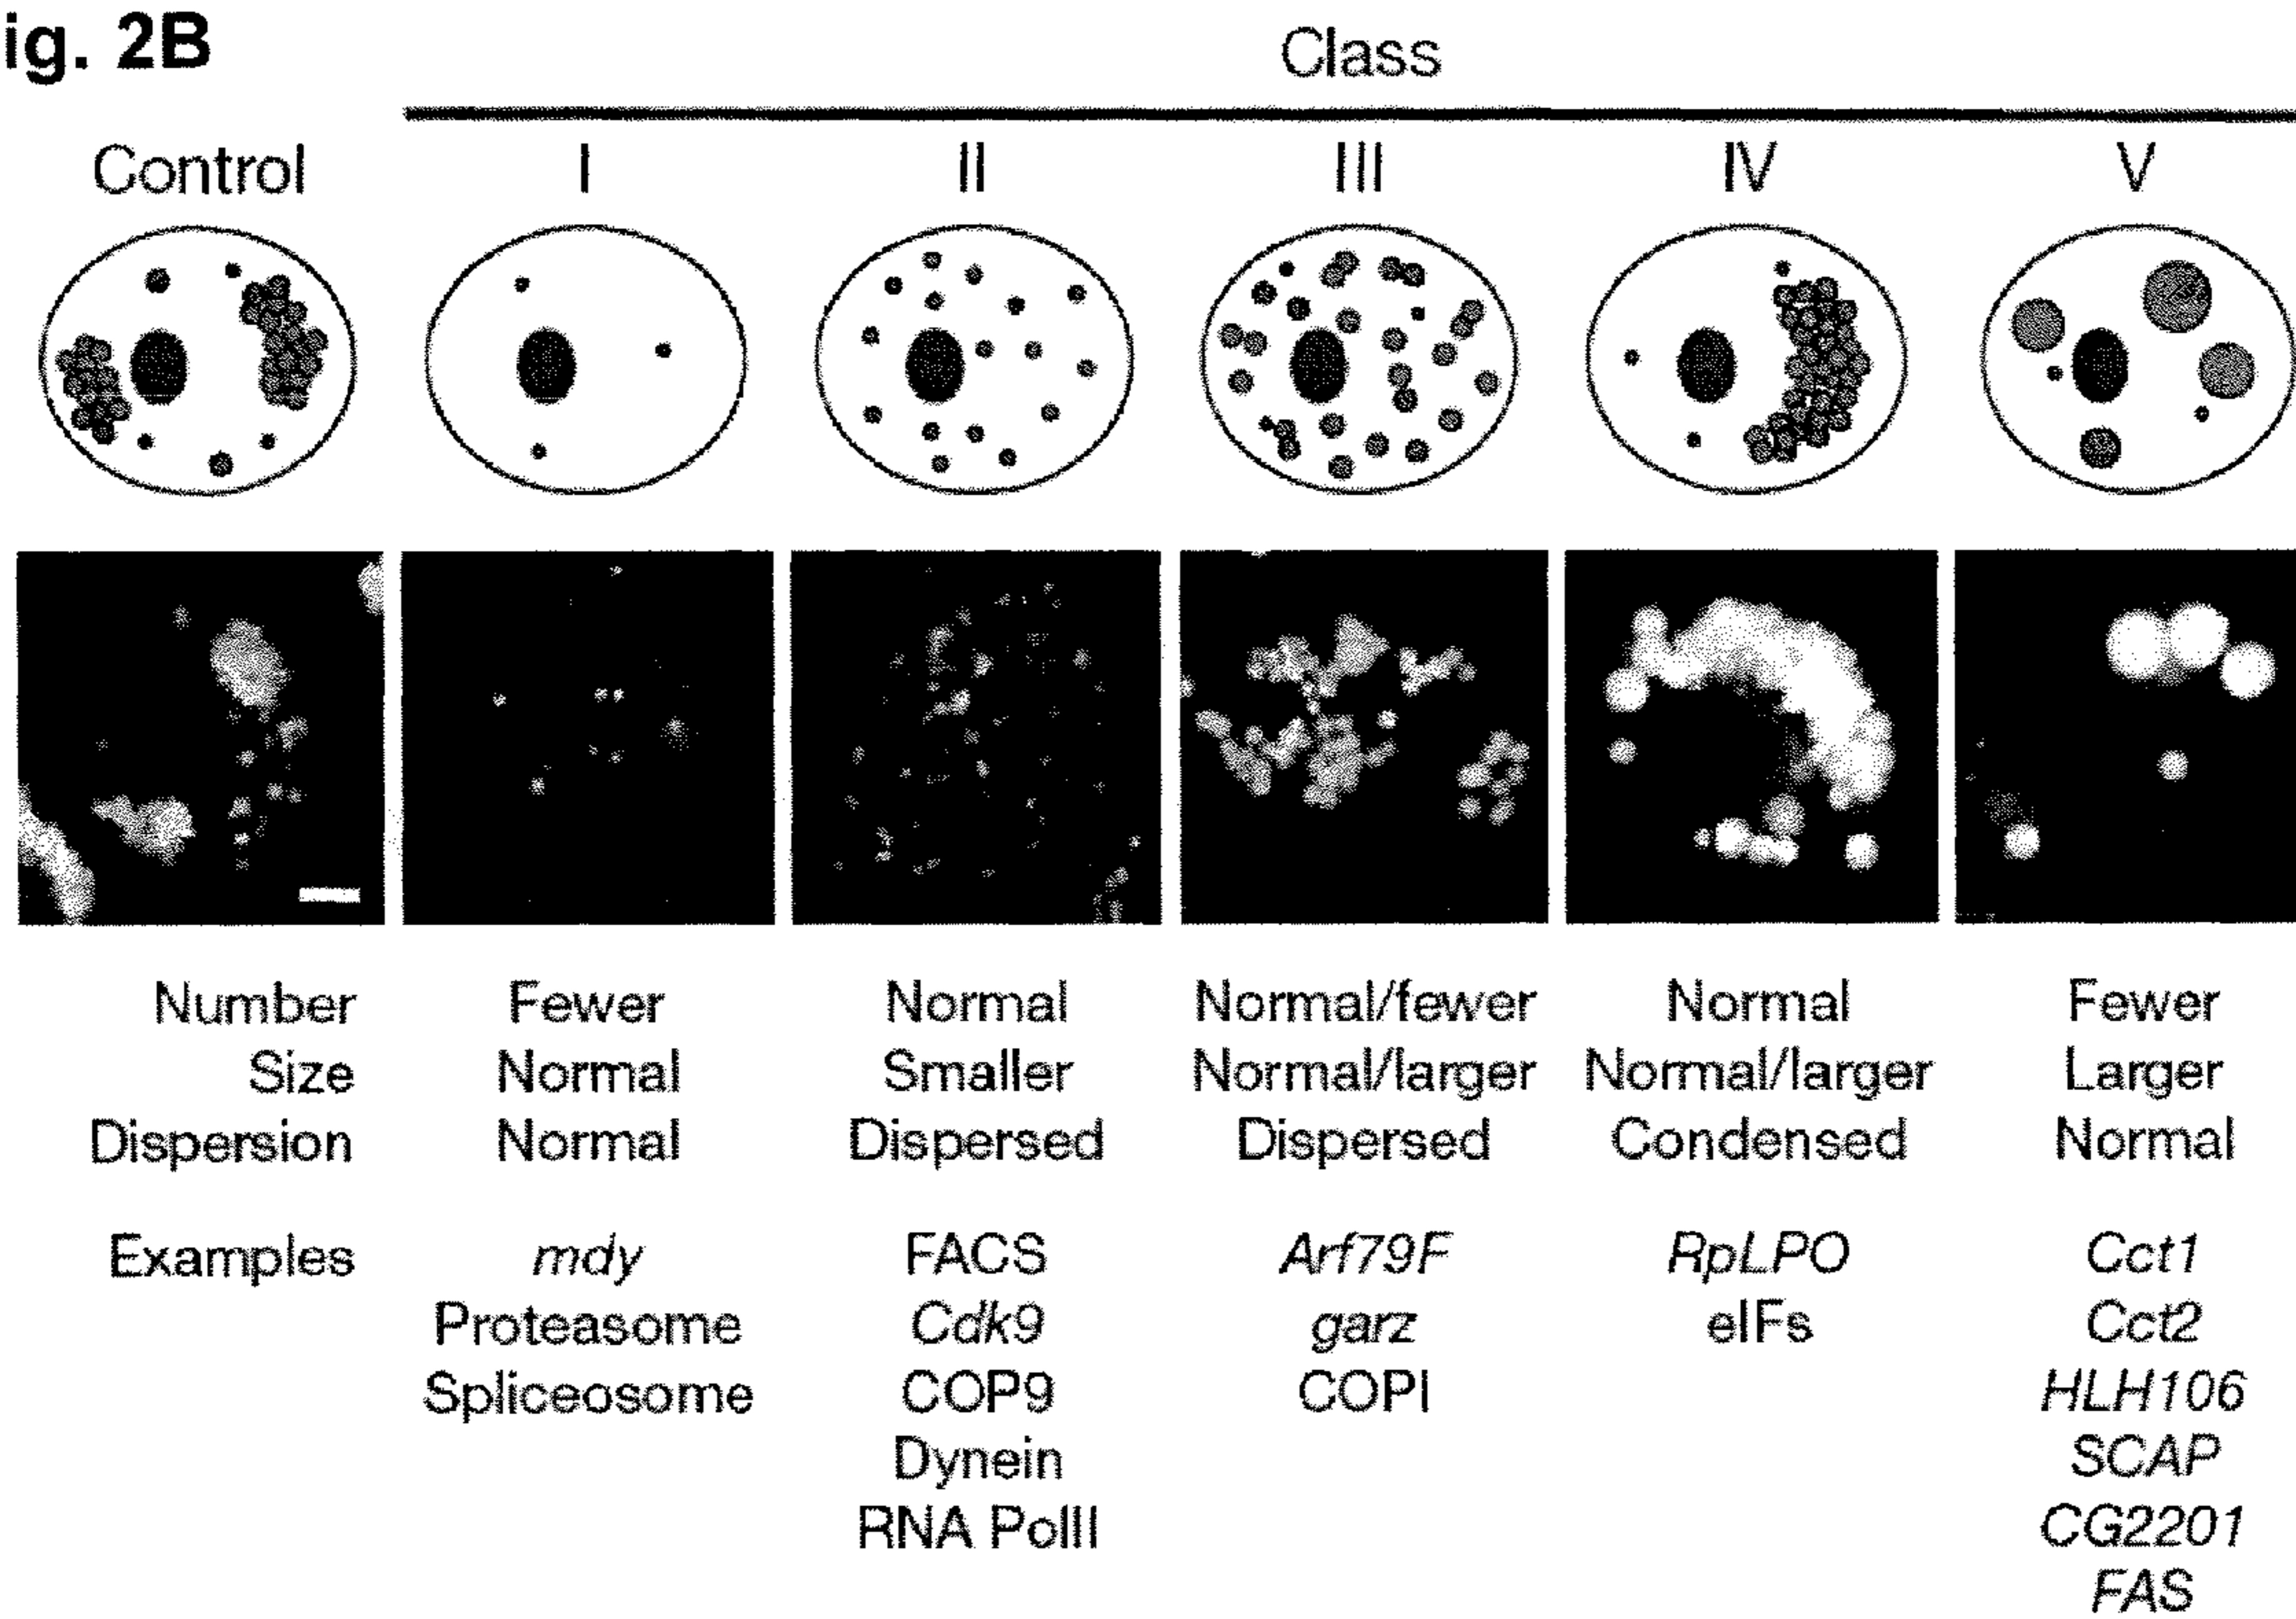 ig. 2B
Class
Control I II III IV V
Number Fewer Normal Normal/fewer Normal Fewer
Size Normal Smaller Normal/larger Normal/larger Larger
Dispersion Normal Dispersed Dispersed Condensed Normal
Examples mdy FACS Arf79F RpLPO Cct1
Proteasome Cdk9 garz eIFs Cct2
Spliceosome COP9 COPI HLH106
Dynein SCAP
RNA PolII CG2201
FAS